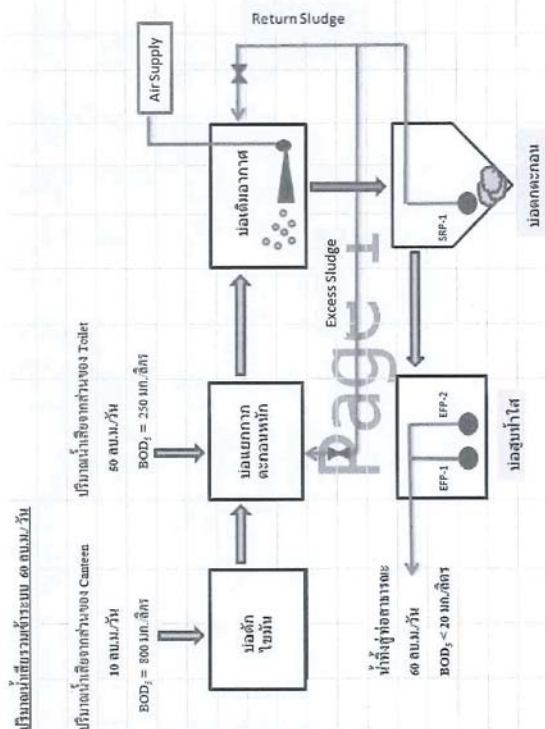 ปริมาณน้ำเสียรวมเข้าระบบ 60 ลบ.ม./วัน
ปริมาณน้ำเสียจากส่วนของ Canteen
10 ลบ.ม./วัน
BOD5 = 800 มก./ลิตร
ปริมาณน้ำเสียจากส่วนของ Toilet
50 ลบ.ม./วัน
BOD5 = 250 มก./ลิตร
Air Supply
บ่อดัก
ไขมัน
บ่อแยกกาก
ตะกอนหนัก
บ่อเติมอากาศ
Return Sludge
Excess Sludge
Page 1
น้ำทิ้งสู่ท่อสาธารณะ
60 ลบ.ม./วัน
BOD5 < 20 มก./ลิตร
EFP-1
EFP-2
บ่อสูบน้ำใส
SRP-1
บ่อตกตะกอน